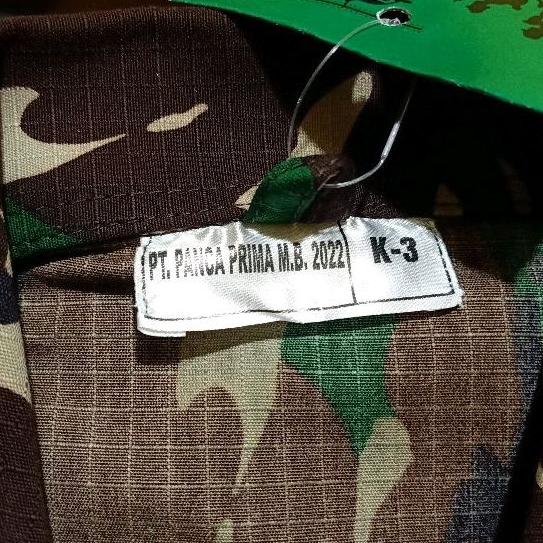 PT. PANCA PRIMA M.B. 2022 K-3